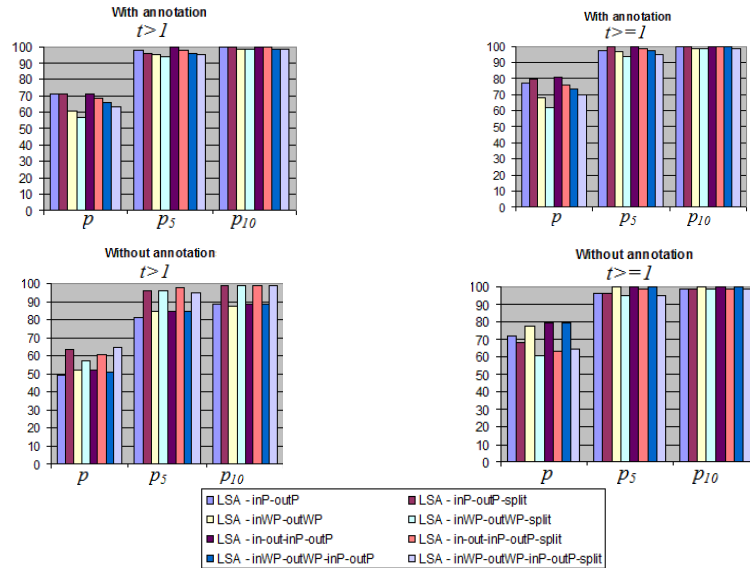 With annotation
t>1
100
90
80
70
60
50
40
30
20
10
0
p
p5
p10
With annotation
t>=1
100
90
80
70
60
50
40
30
20
10
0
p
p5
p10
Without annotation
t>1
100
90
80
70
60
50
40
30
20
10
0
p
p5
p10
Without annotation
t>=1
100
90
80
70
60
50
40
30
20
10
0
p
p5
p10
LSA - inP-outP
LSA - inP-outP-split
LSA - inWP-outWP
LSA - inWP-outWP-split
LSA - in-out-inP-outP
LSA - in-out-inP-outP-split
LSA - inWP-outWP-inP-outP
LSA - inWP-outWP-inP-outP-split